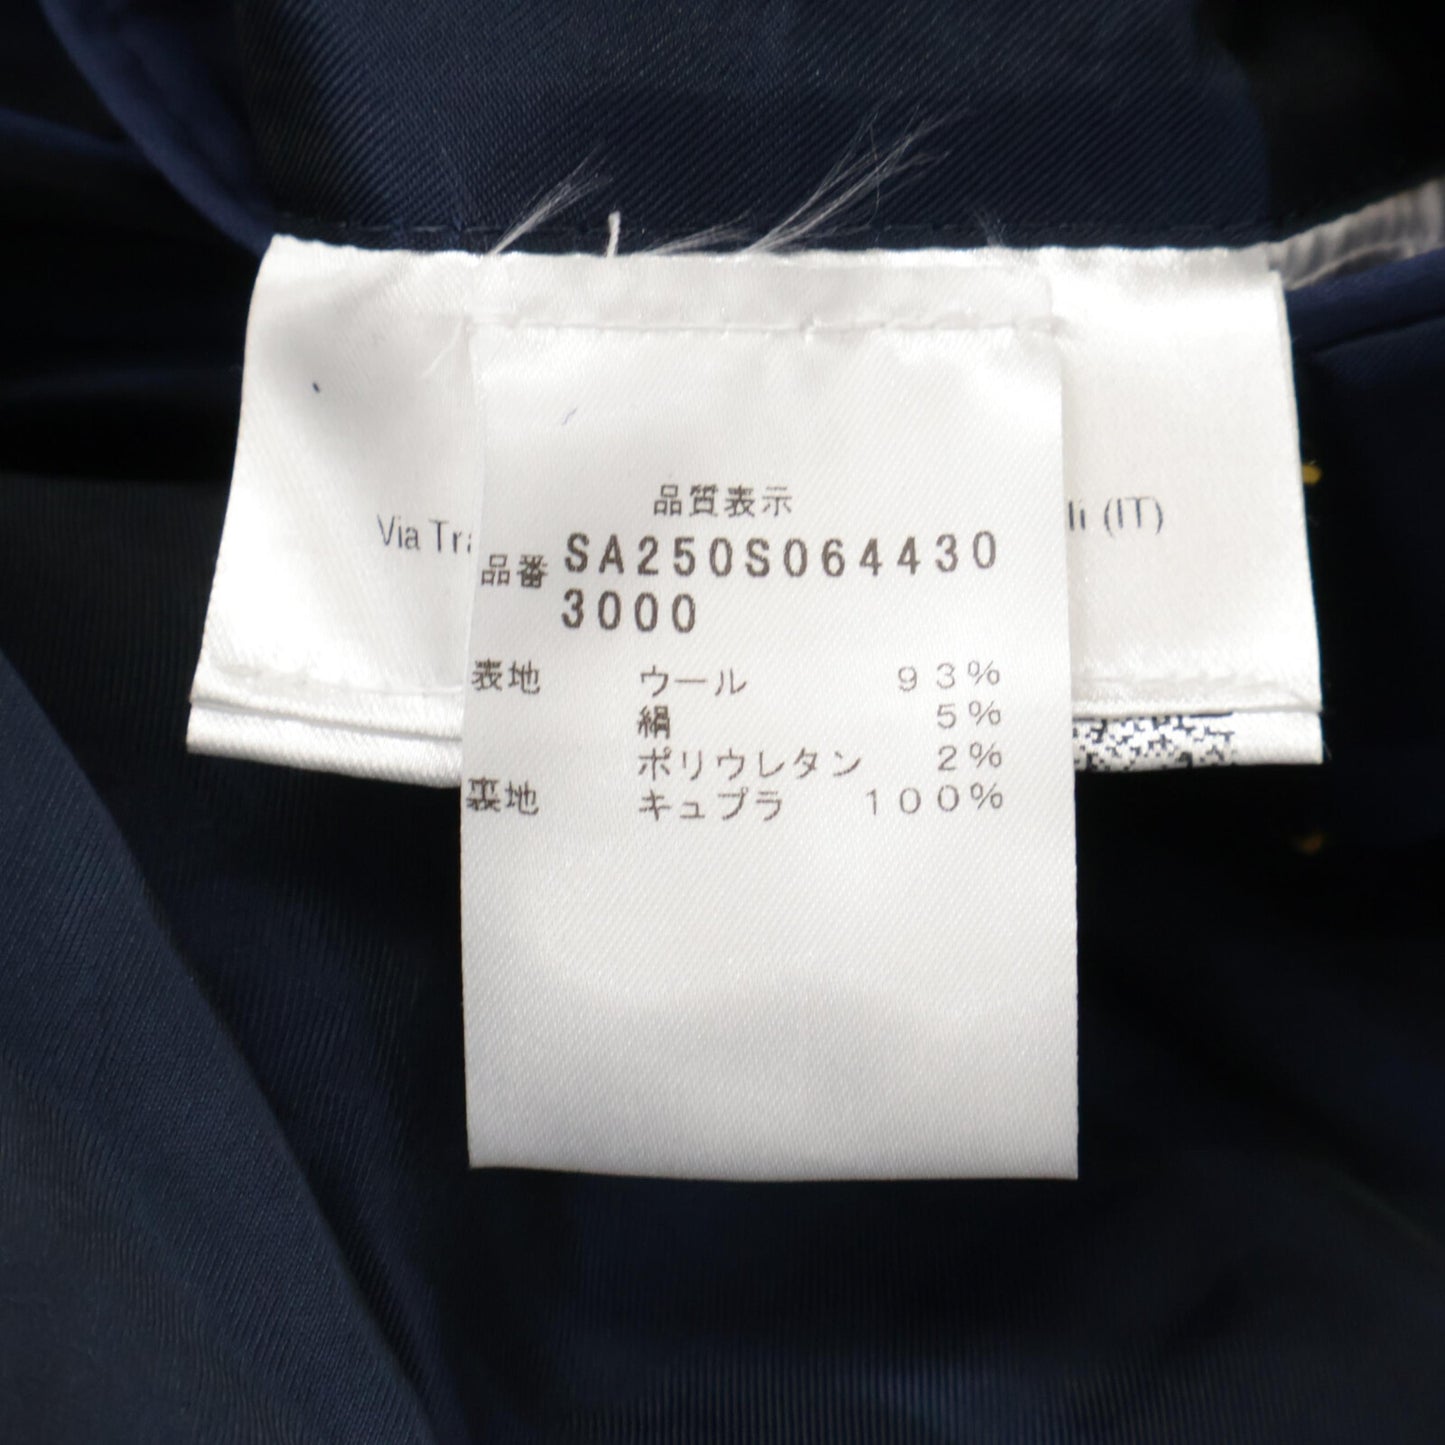 品質表示
Via Tra
li (IT)
品番 SA250S064430
3000
表地 ウール 93%
絹 5%
ポリウレタン 2%
裏地 キュプラ 100%